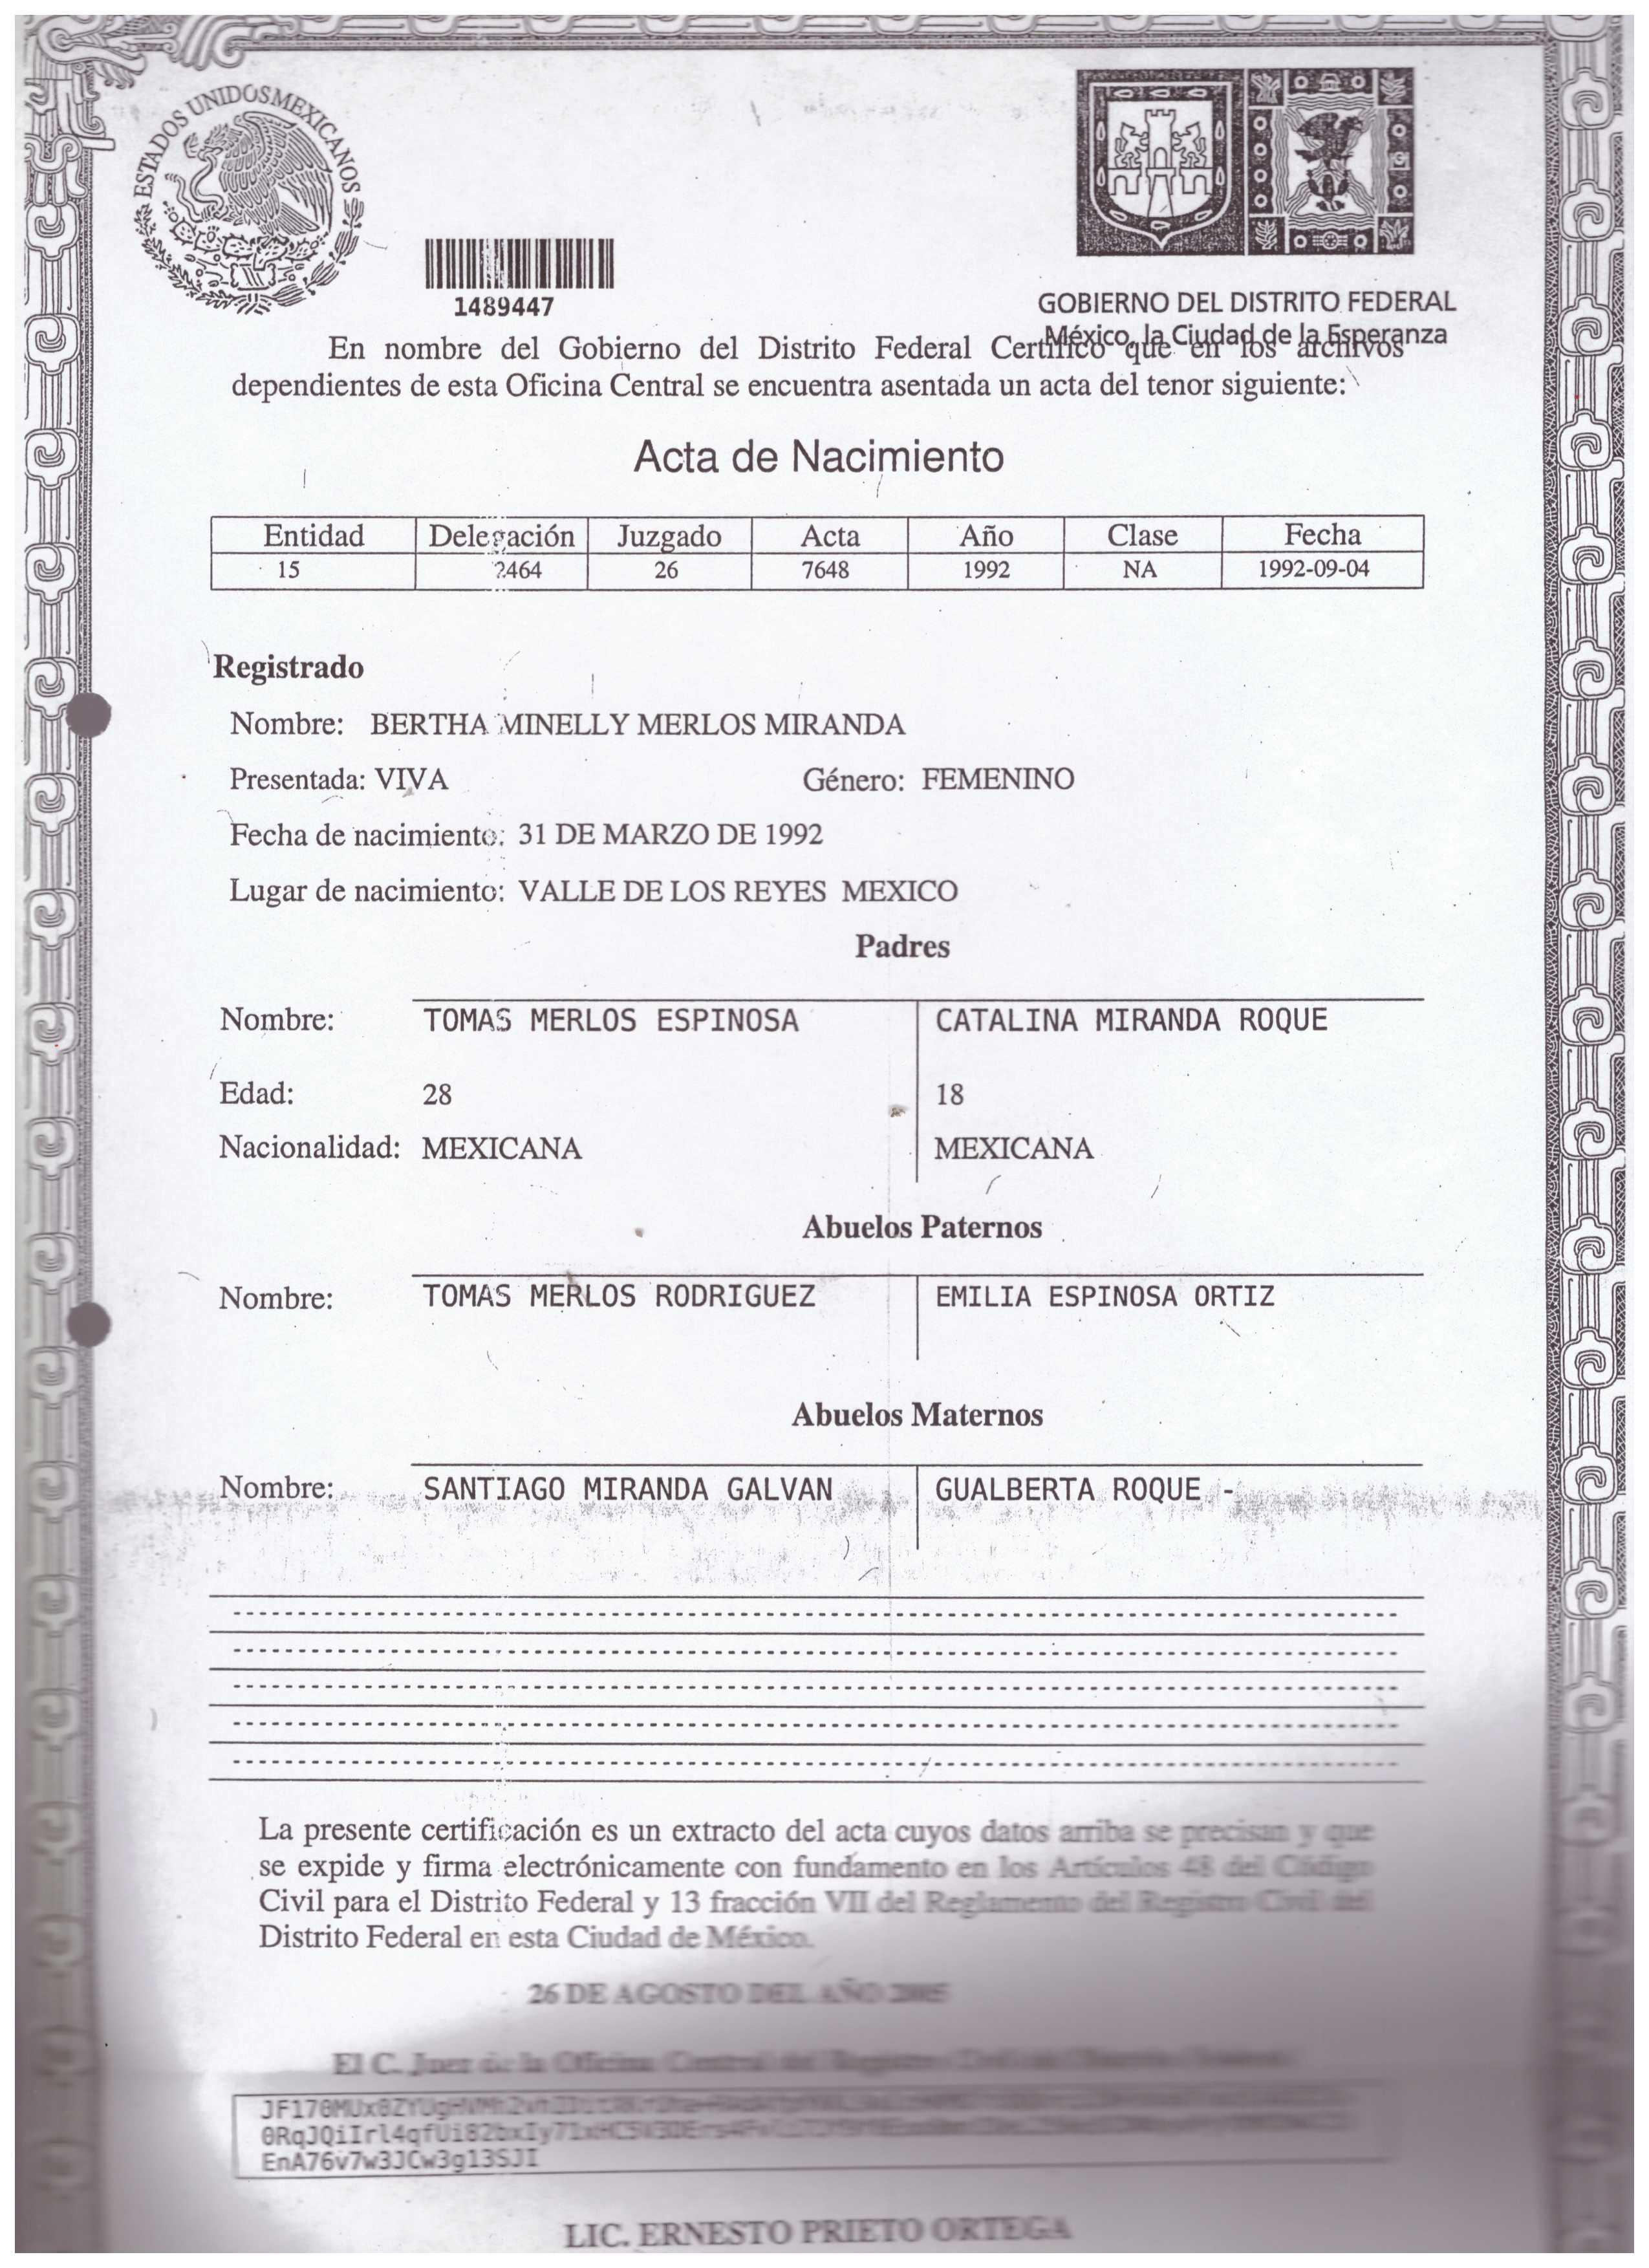 ESTADOS UNIDOS MEXICANOS
1489447
GOBIERNO DEL DISTRITO FEDERAL
México, la Ciudad de la Esperanza
En nombre del Gobierno del Distrito Federal Certifico que en los archivos
dependientes de esta Oficina Central se encuentra asentada un acta del tenor siguiente:
Acta de Nacimiento
Entidad Delegación Juzgado Acta Año Clase Fecha
15 2464 26 7648 1992 NA 1992-09-04
Registrado
Nombre: BERTHA MINELLY MERLOS MIRANDA
Presentada: VIVA Género: FEMENINO
Fecha de nacimiento: 31 DE MARZO DE 1992
Lugar de nacimiento: VALLE DE LOS REYES MEXICO
Padres
Nombre: TOMAS MERLOS ESPINOSA CATALINA MIRANDA ROQUE
Edad: 28 18
Nacionalidad: MEXICANA MEXICANA
Abuelos Paternos
Nombre: TOMAS MERLOS RODRIGUEZ EMILIA ESPINOSA ORTIZ
Abuelos Maternos
Nombre: SANTIAGO MIRANDA GALVAN GUALBERTA ROQUE -
La presente certificación es un extracto del acta cuyos datos arriba se precisan y que
se expide y firma electrónicamente con fundamento en los Artículos 48 del Código
Civil para el Distrito Federal y 13 fracción VII del Reglamento del Registro Civil del
Distrito Federal en esta Ciudad de México.
26 DE AGOSTO DEL AÑO 2005
El C. Juez de la Oficina Central del Registro
EnA76v7w3JCw3g13SJI
LIC. ERNESTO PRIETO ORTEGA